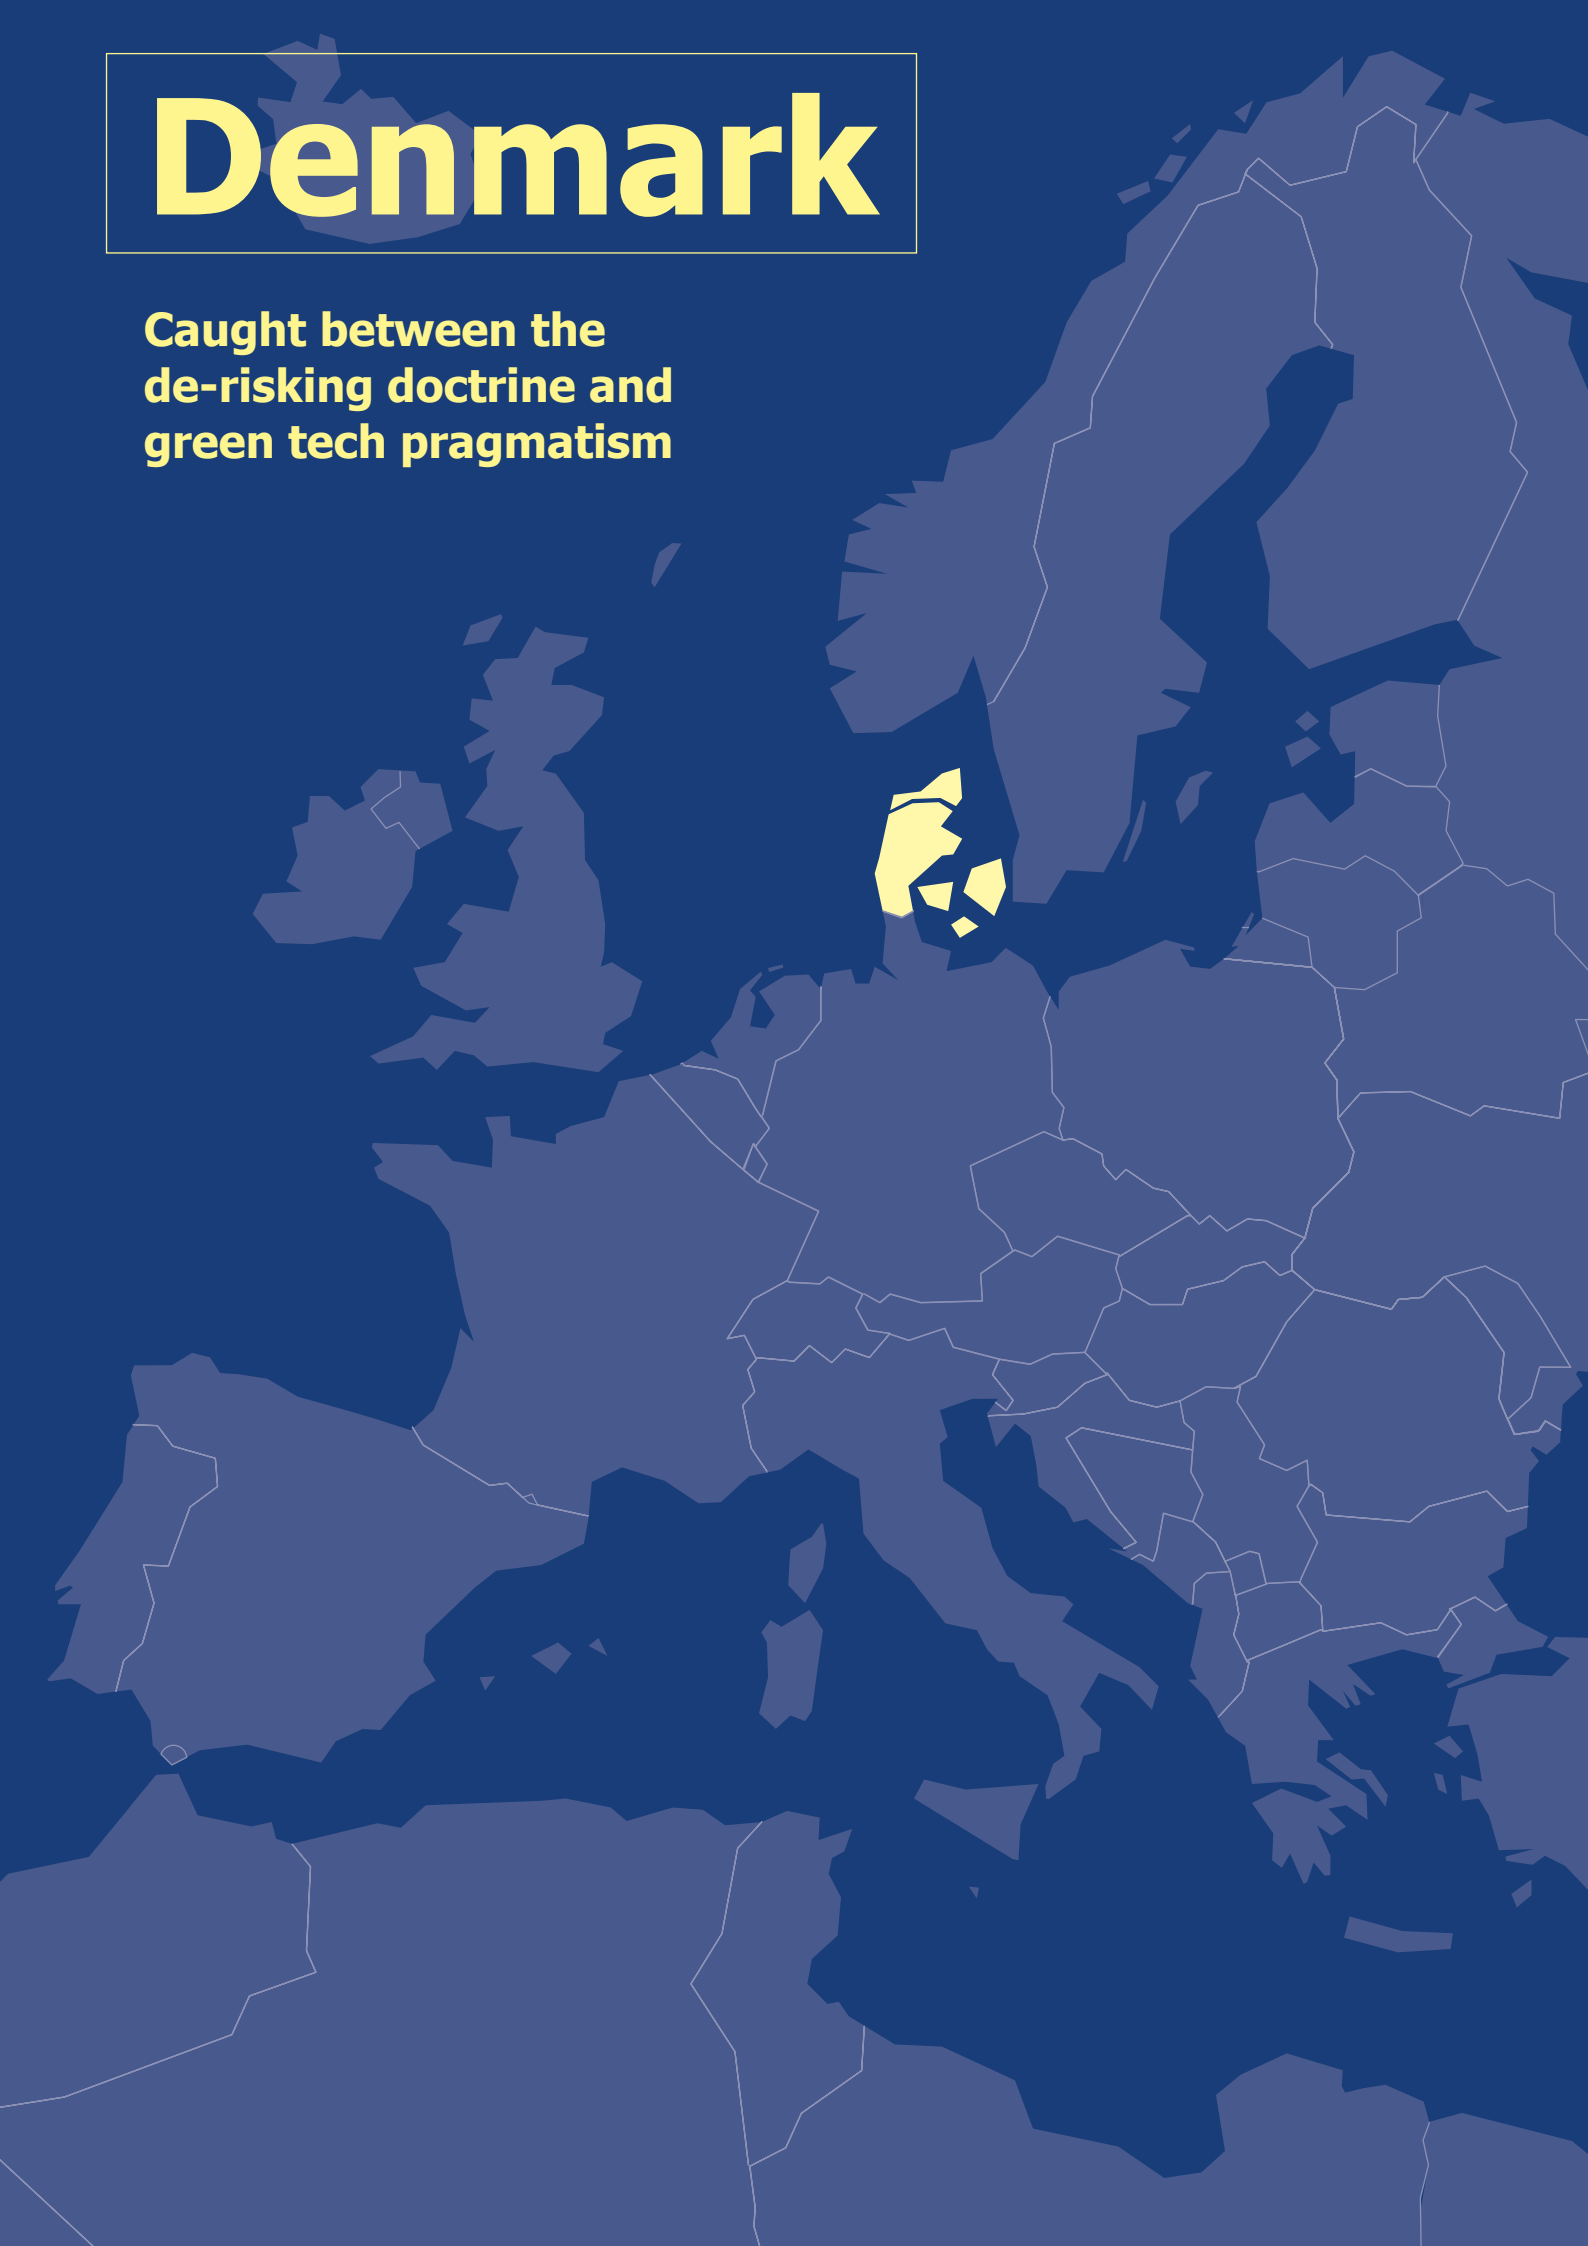 Denmark
Caught between the
de-risking doctrine and
green tech pragmatism